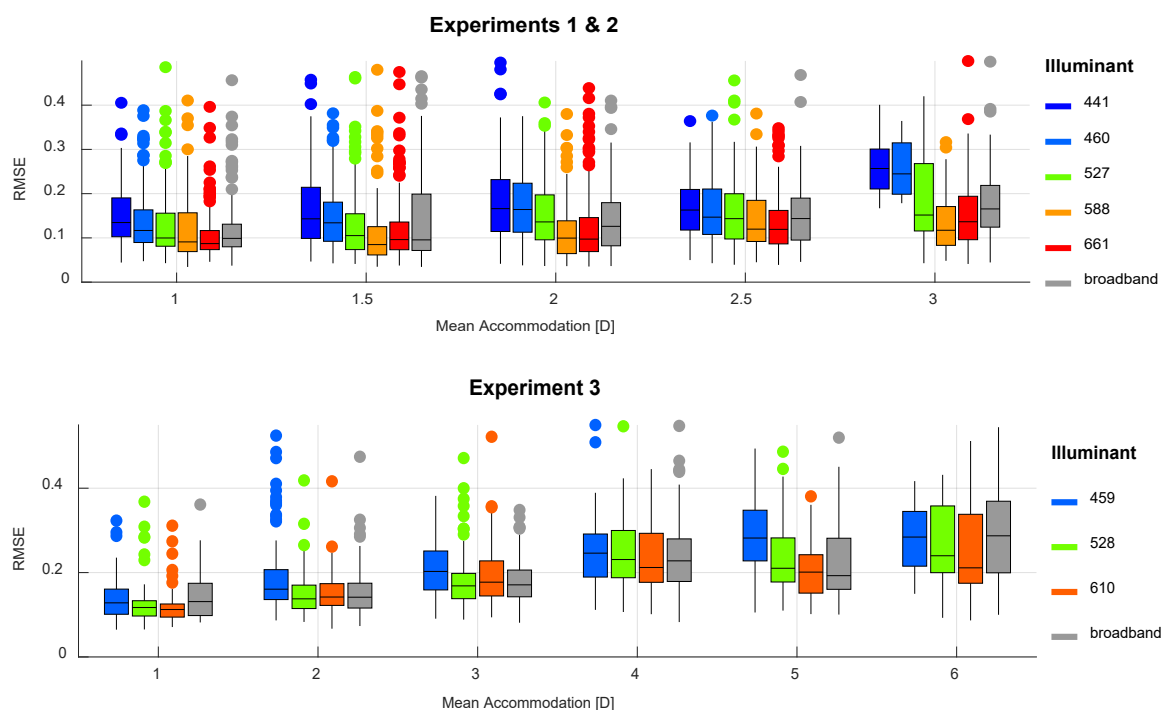 Experiments 1 & 2
Illuminant
441
460
527
588
661
broadband
RMSE
0.4
0.3
0.2
0.1
0
1
1.5
2
2.5
3
Mean Accommodation [D]
Experiment 3
Illuminant
459
528
610
broadband
RMSE
0.4
0.2
0
1
2
3
4
5
6
Mean Accommodation [D]